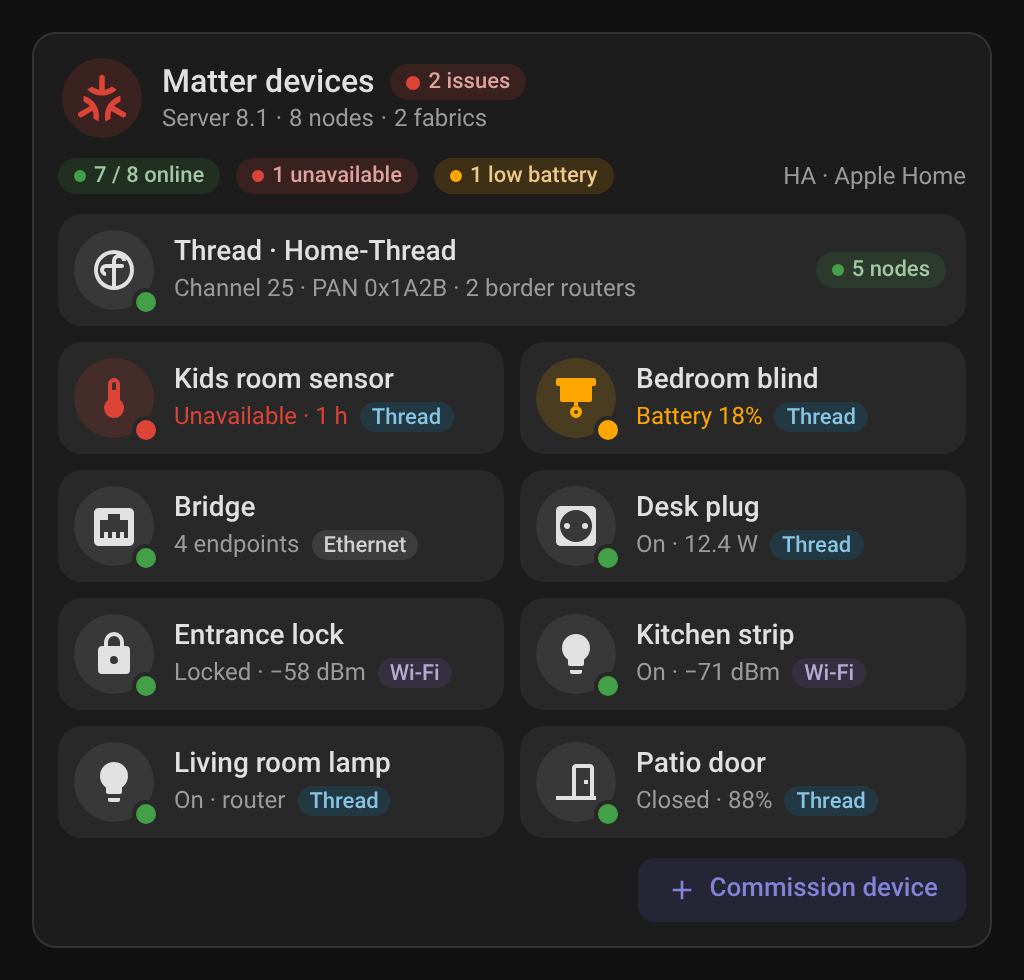 Matter devices
2 issues
Server 8.1 · 8 nodes · 2 fabrics
7 / 8 online
1 unavailable
1 low battery
HA · Apple Home
Thread · Home-Thread
Channel 25 · PAN 0x1A2B · 2 border routers
5 nodes
Kids room sensor
Unavailable · 1 h
Thread
Bedroom blind
Battery 18%
Thread
Bridge
4 endpoints
Ethernet
Desk plug
On · 12.4 W
Thread
Entrance lock
Locked · −58 dBm
Wi-Fi
Kitchen strip
On · −71 dBm
Wi-Fi
Living room lamp
On · router
Thread
Patio door
Closed · 88%
Thread
+ Commission device